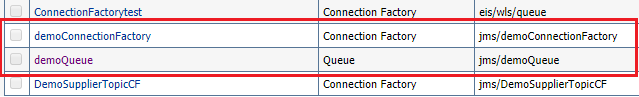 ConnectionFactorytest Connection Factory eis/wls/queue
demoConnectionFactory Connection Factory jms/demoConnectionFactory
demoQueue Queue jms/demoQueue
DemoSupplierTopicCF Connection Factory jms/DemoSupplierTopicCF